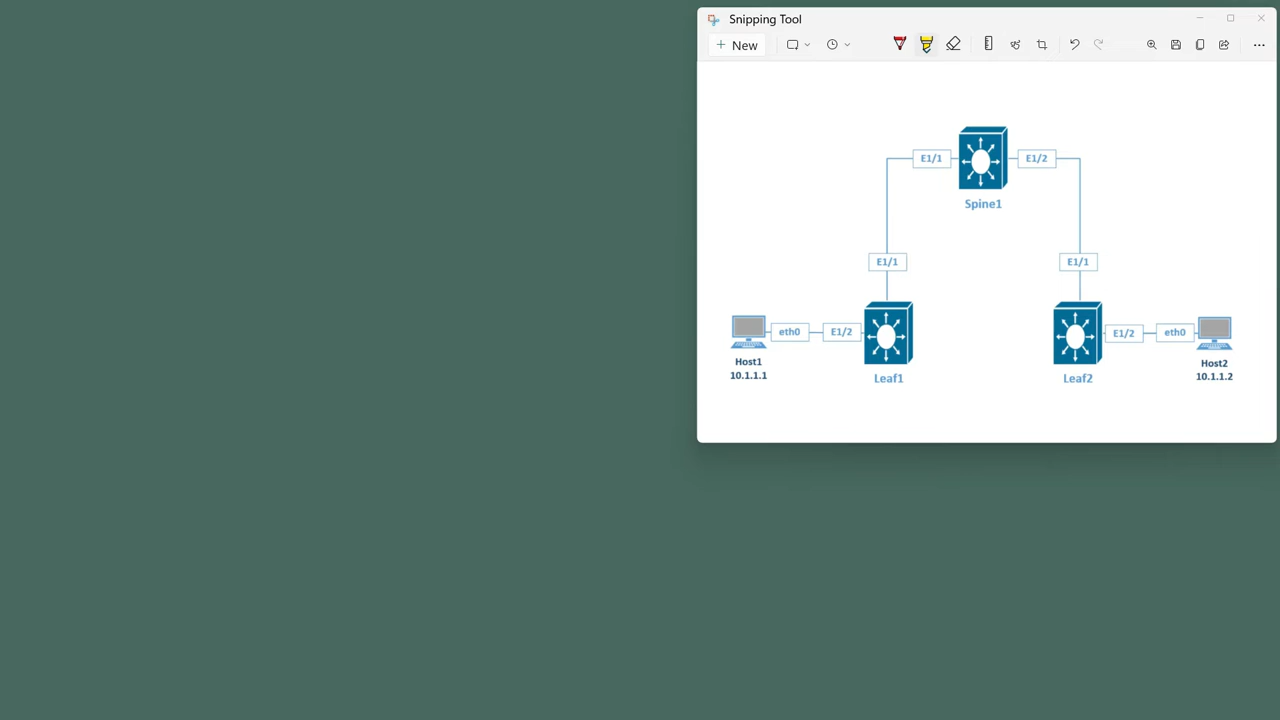 Snipping Tool
New
E1/1
E1/2
Spine1
E1/1
E1/1
eth0
E1/2
E1/2
eth0
Host1
10.1.1.1
Leaf1
Leaf2
Host2
10.1.1.2